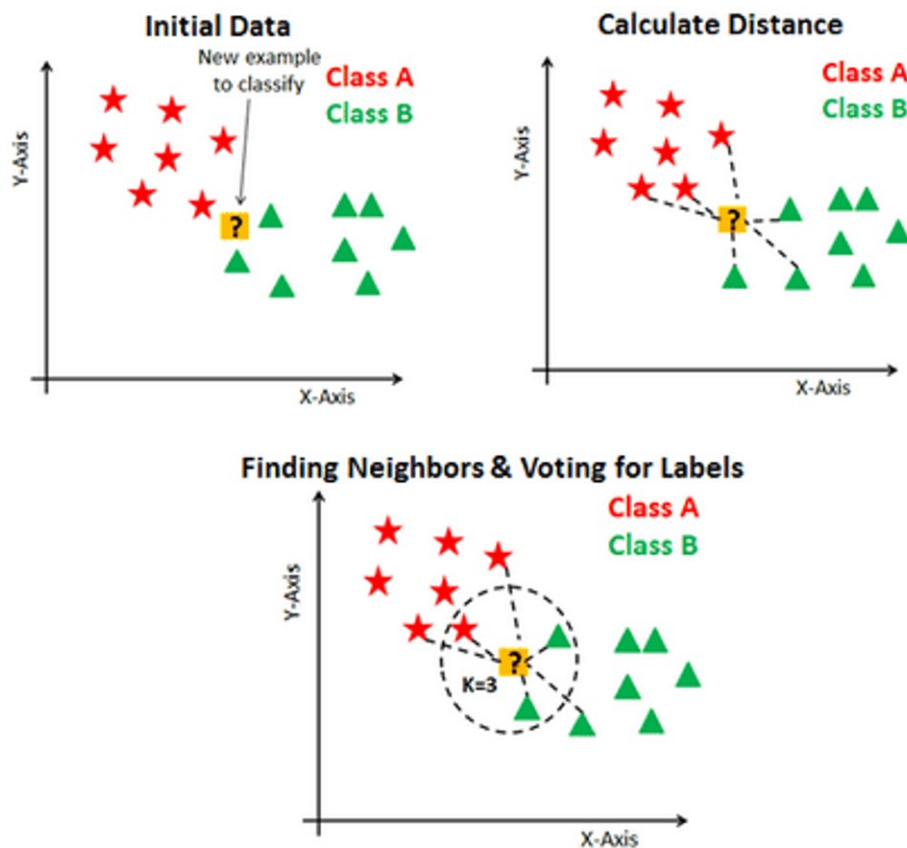 Initial Data
New example
to classify
Class A
Class B
Y-Axis
?
X-Axis
Calculate Distance
Class A
Class B
Y-Axis
?
X-Axis
Finding Neighbors & Voting for Labels
Class A
Class B
Y-Axis
?
K=3
X-Axis